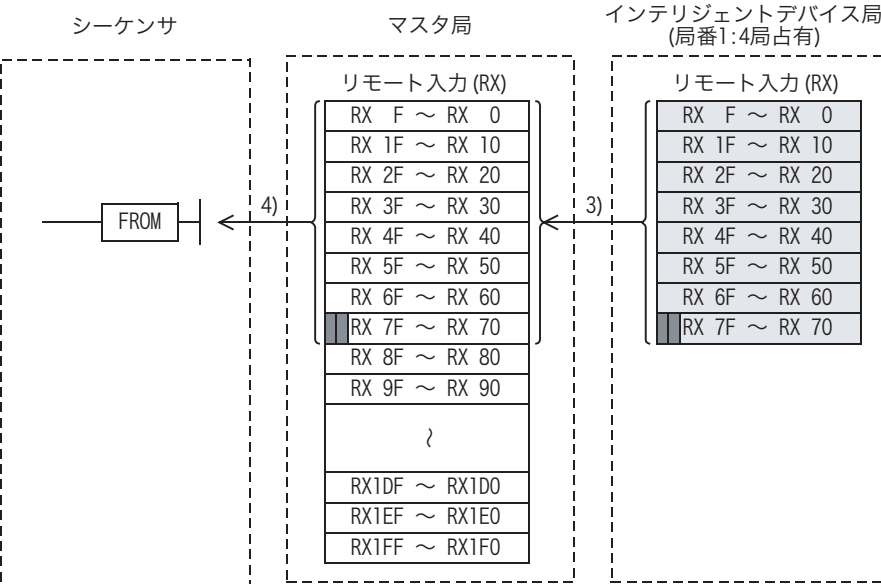 シーケンサ
マスタ局
インテリジェントデバイス局
(局番1:4局占有)
リモート入力(RX)
リモート入力(RX)
RX F ～ RX 0
RX 1F ～ RX 10
RX 2F ～ RX 20
RX 3F ～ RX 30
RX 4F ～ RX 40
RX 5F ～ RX 50
RX 6F ～ RX 60
RX 7F ～ RX 70
RX 8F ～ RX 80
RX 9F ～ RX 90
～
RX1DF ～ RX1D0
RX1EF ～ RX1E0
RX1FF ～ RX1F0
RX F ～ RX 0
RX 1F ～ RX 10
RX 2F ～ RX 20
RX 3F ～ RX 30
RX 4F ～ RX 40
RX 5F ～ RX 50
RX 6F ～ RX 60
RX 7F ～ RX 70
FROM
4)
3)